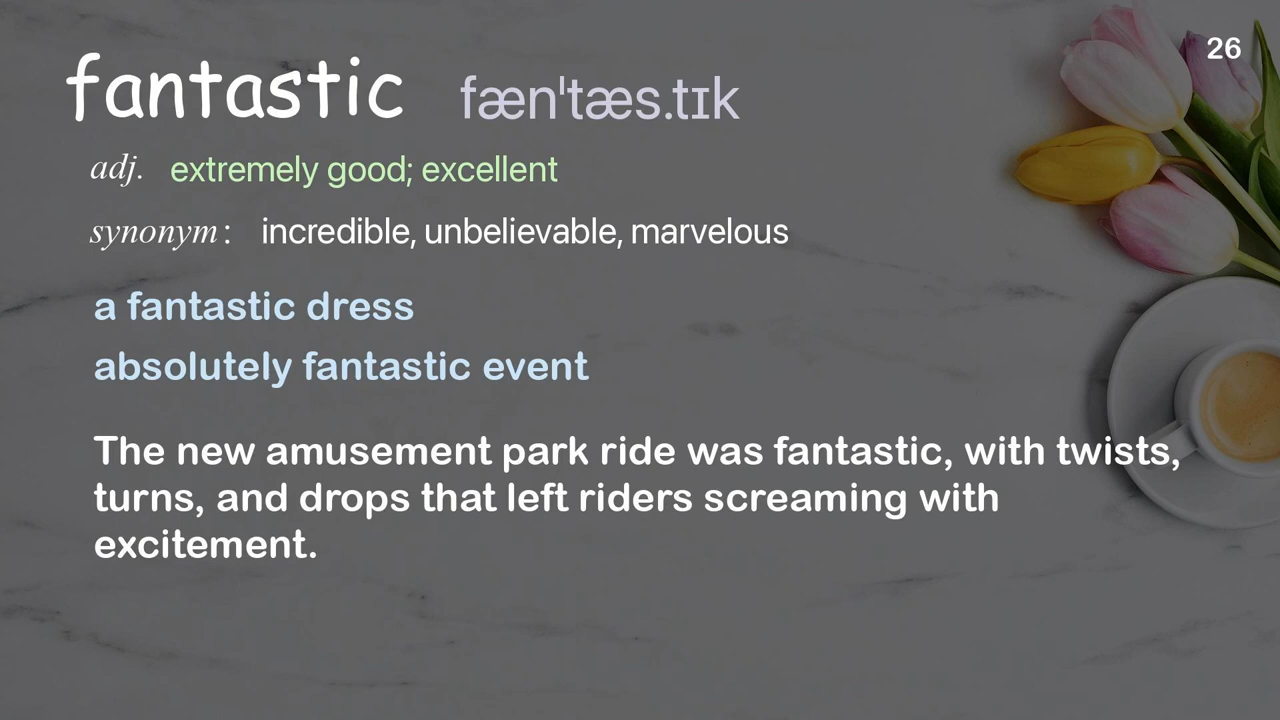 26
fantastic fæn'tæs.tɪk
adj. extremely good; excellent
synonym: incredible, unbelievable, marvelous
a fantastic dress
absolutely fantastic event
The new amusement park ride was fantastic, with twists,
turns, and drops that left riders screaming with
excitement.